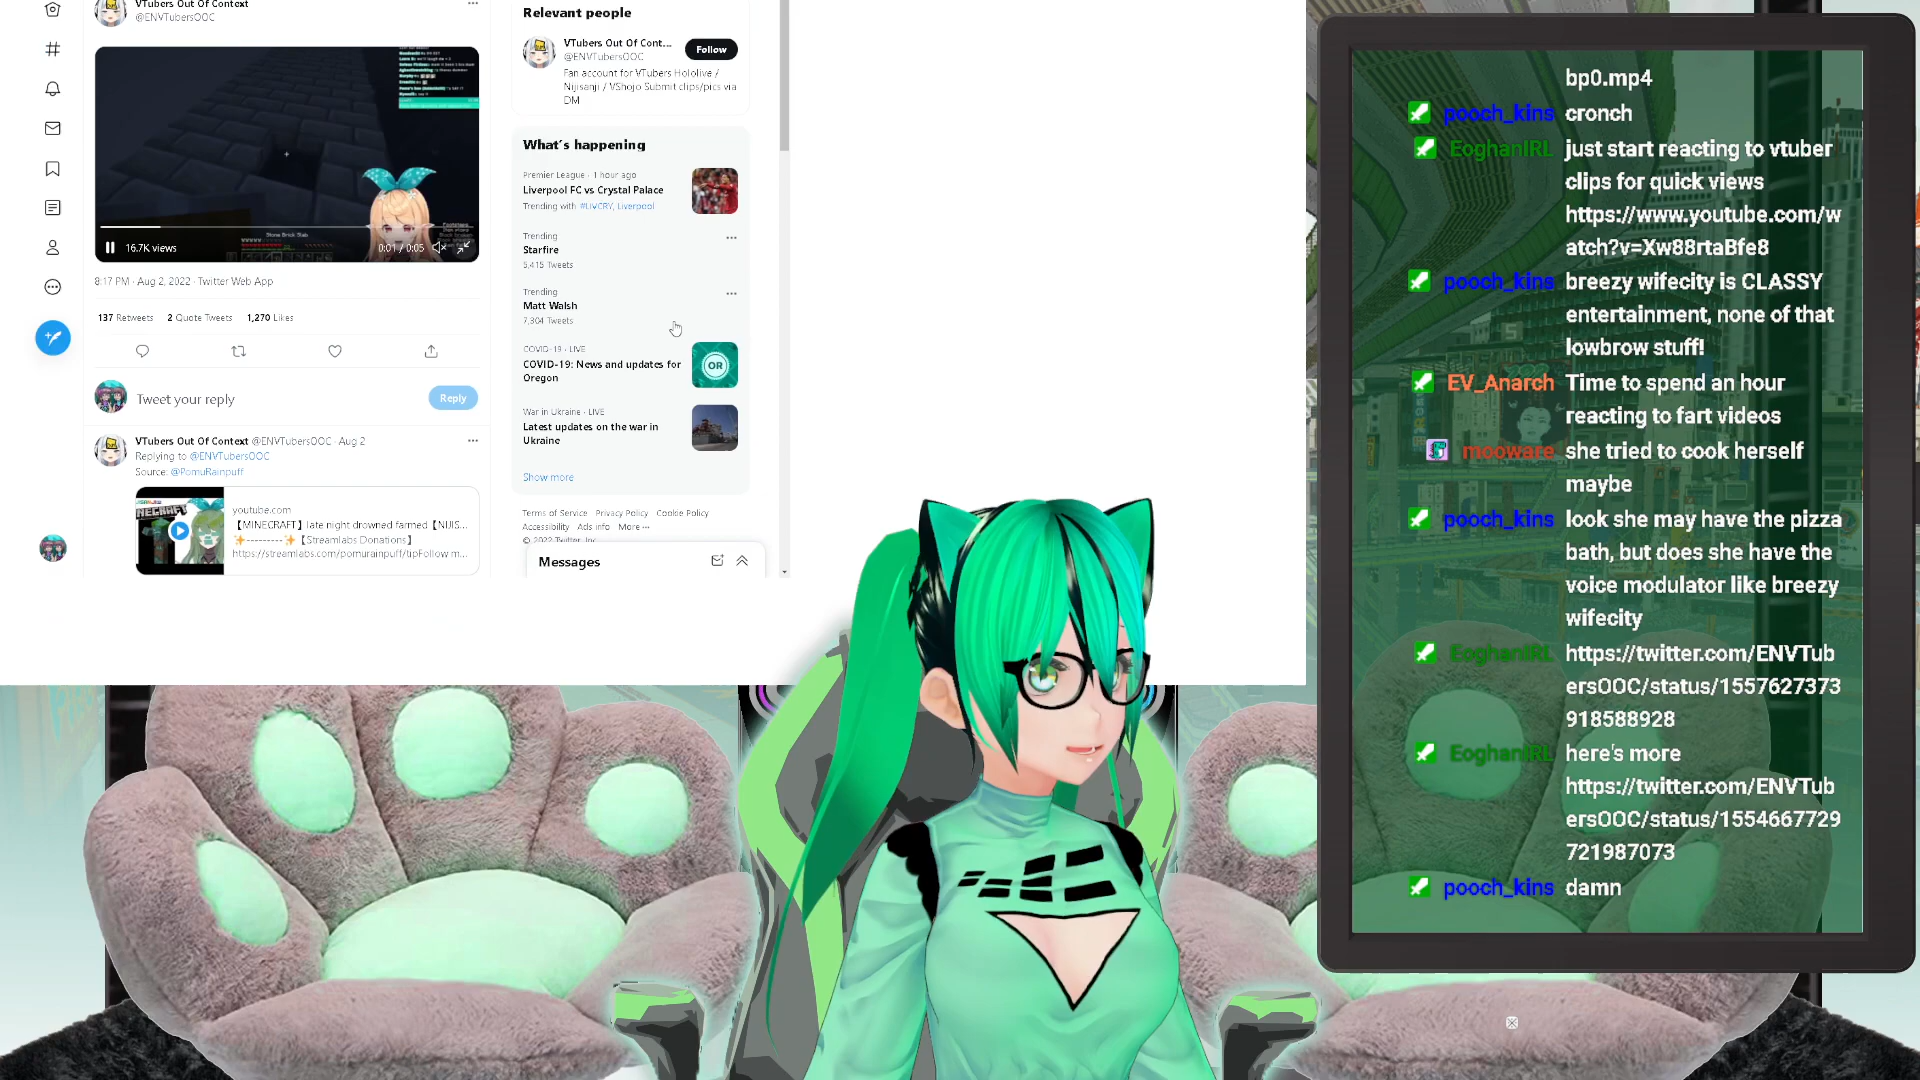 VTubers Out Of Context
@ENVTubersOOC
Stone Brick Slab
16.7K views
0:01 / 0:05
8:17 PM · Aug 2, 2022 · Twitter Web App
137 Retweets 2 Quote Tweets 1,270 Likes
Tweet your reply
Reply
VTubers Out Of Context @ENVTubersOOC · Aug 2
Replying to @ENVTubersOOC
Source: @PomuRainpuff
youtube.com
【MINECRAFT】late night drowned farmed【NIJIS...
✨---------✨【Streamlabs Donations】
https://streamlabs.com/pomurainpuff/tipFollow m...
Relevant people
VTubers Out Of Cont...
Follow
@ENVTubersOOC
Fan account for VTubers Hololive /
Nijisanji / VShojo Submit clips/pics via
DM
What's happening
Premier League · 1 hour ago
Liverpool FC vs Crystal Palace
Trending with #LIVCRY, Liverpool
Trending
Starfire
5,415 Tweets
Trending
Matt Walsh
7,304 Tweets
COVID-19 · LIVE
COVID-19: News and updates for
Oregon
OR
War in Ukraine · LIVE
Latest updates on the war in
Ukraine
Show more
Terms of Service Privacy Policy Cookie Policy
Accessibility Ads info More ···
© 2022 Twitter, Inc.
Messages
bp0.mp4
pooch_kins cronch
EoghanIRL just start reacting to vtuber
clips for quick views
https://www.youtube.com/w
atch?v=Xw88rtaBfe8
pooch_kins breezy wifecity is CLASSY
entertainment, none of that
lowbrow stuff!
EV_Anarch Time to spend an hour
reacting to fart videos
mooware she tried to cook herself
maybe
pooch_kins look she may have the pizza
bath, but does she have the
voice modulator like breezy
wifecity
EoghanIRL https://twitter.com/ENVTub
ersOOC/status/1557627373
918588928
EoghanIRL here's more
https://twitter.com/ENVTub
ersOOC/status/1554667729
721987073
pooch_kins damn